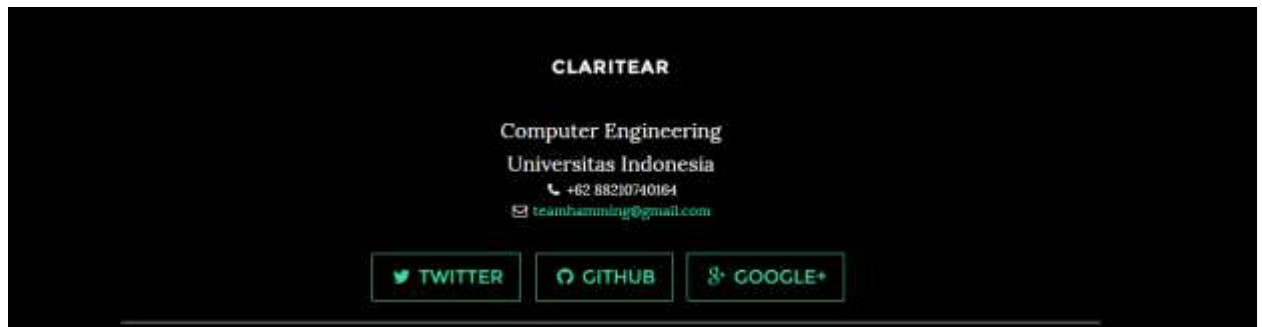 CLARITEAR
Computer Engineering
Universitas Indonesia
+62 88210740164
teamhamming@gmail.com
TWITTER
GITHUB
GOOGLE+